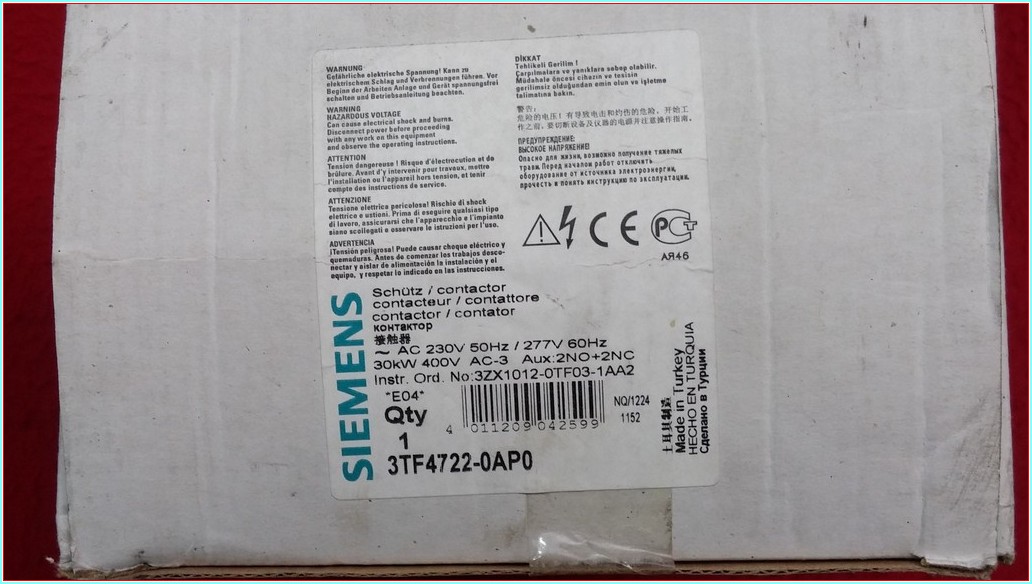 WARNUNG
Gefährliche elektrische Spannung! Kann zu
elektrischem Schlag und Verbrennungen führen. Vor
Beginn der Arbeiten Anlage und Gerät spannungsfrei
schalten und Betriebsanleitung beachten.
WARNING
HAZARDOUS VOLTAGE
Can cause electrical shock and burns.
Disconnect power before proceeding
with any work on this equipment
and observe the operating instructions.
ATTENTION
Tension dangereuse ! Risque d'électrocution et de
brûlure. Avant d'y intervenir pour travaux, mettre
l'installation ou l'appareil hors tension, et tenir
compte des instructions de service.
ATTENZIONE
Tensione elettrica pericolosa! Rischio di shock
elettrico e ustioni. Prima di eseguire qualsiasi tipo
di lavoro, assicurarsi che l'apparecchio e l'impianto
siano scollegati e osservare le istruzioni per l'uso.
ADVERTENCIA
¡Tensión peligrosa! Puede causar choque eléctrico y
quemaduras. Antes de comenzar los trabajos desco-
nectar y aislar de alimentación la instalación y el
equipo, y respetar lo indicado en las instrucciones.
DİKKAT
Tehlikeli Gerilim !
Çarpılmalara ve yanıklara sebep olabilir.
Müdahale öncesi cihazın ve tesisin
gerilimsiz olduğundan emin olun ve işletme
talimatına bakın.
警告:
危险的电压! 有导致电击和灼伤的危险、开始工
作之前,要切断设备及仪器的电源并注意操作指南。
ПРЕДУПРЕЖДЕНИЕ:
ВЫСОКОЕ НАПРЯЖЕНИЕ!
Опасно для жизни, возможно получение тяжелых
травм. Перед началом работ отключить
оборудование от источника электроэнергии,
прочесть и понять инструкцию по эксплуатации.
CE
АЯ46
SIEMENS
Schütz / contactor
contacteur / contattore
contactor / contator
контактор
接触器
~ AC 230V 50Hz / 277V 60Hz
30kW 400V AC-3 Aux:2NO+2NC
Instr. Ord. No:3ZX1012-0TF03-1AA2
*E04*
Qty
1
4 011209 042599
NQ/1224
1152
3TF4722-0AP0
土耳其制造
Made in Turkey
HECHO EN TURQUIA
Сделано в Турции